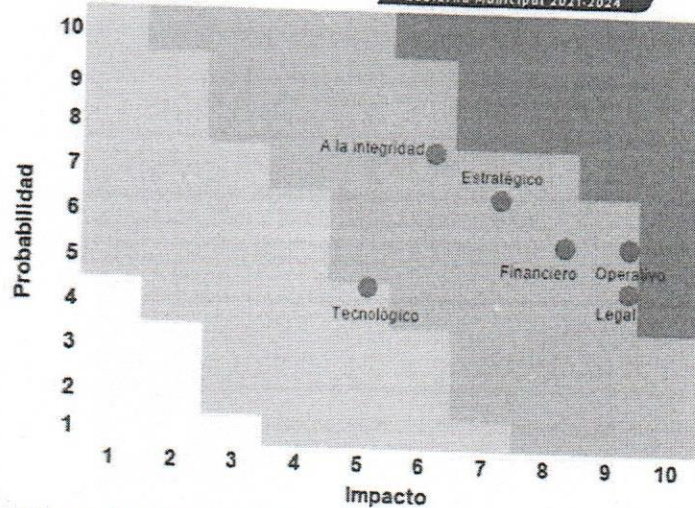 Municipal 2021-2024
10
9
8
7
6
5
4
3
2
1
Probabilidad
A la integridad
Estratégico
Financiero
Operativo
Tecnológico
Legal
1 2 3 4 5 6 7 8 9 10
Impacto